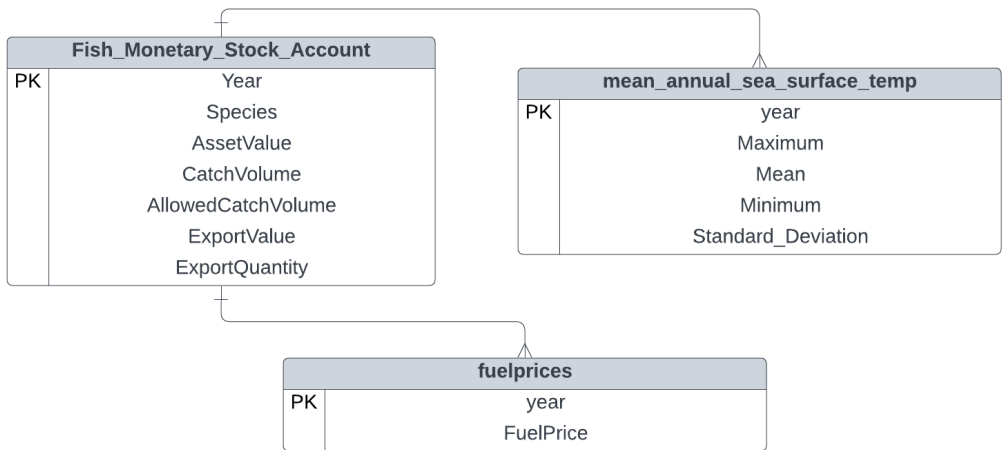 Fish_Monetary_Stock_Account
PK Year
Species
AssetValue
CatchVolume
AllowedCatchVolume
ExportValue
ExportQuantity
mean_annual_sea_surface_temp
PK year
Maximum
Mean
Minimum
Standard_Deviation
fuelprices
PK year
FuelPrice